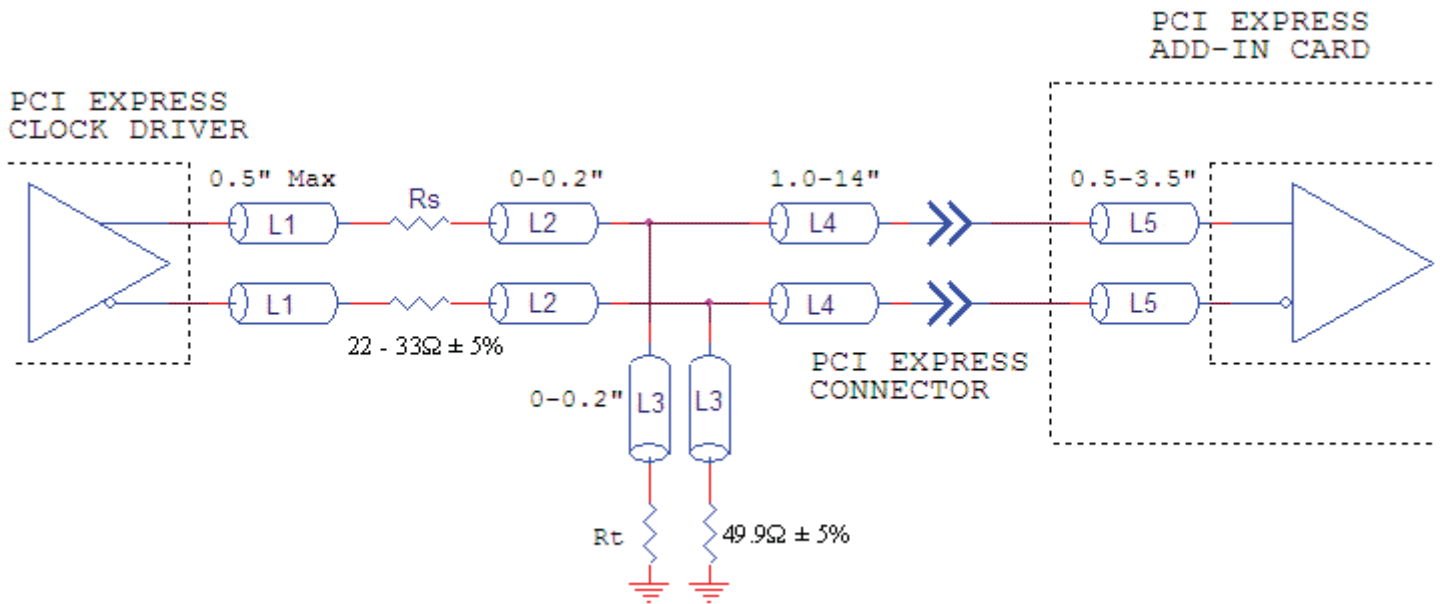 PCI EXPRESS
ADD-IN CARD
PCI EXPRESS
CLOCK DRIVER
0.5" Max
0-0.2"
1.0-14"
0.5-3.5"
L1
Rs
L2
L4
L5
L1
L2
L4
L5
22 - 33Ω ± 5%
PCI EXPRESS
CONNECTOR
0-0.2"
L3
L3
Rt
49.9Ω ± 5%